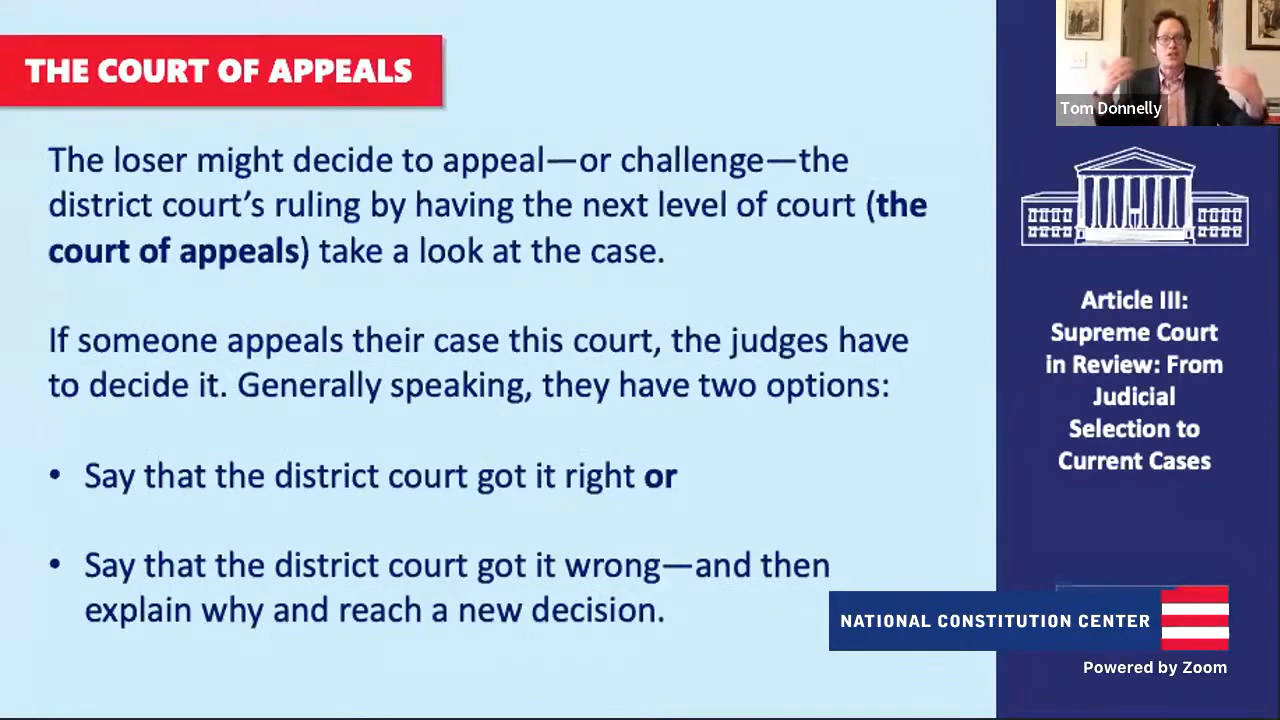 THE COURT OF APPEALS
The loser might decide to appeal—or challenge—the
district court’s ruling by having the next level of court (the
court of appeals) take a look at the case.
If someone appeals their case this court, the judges have
to decide it. Generally speaking, they have two options:
• Say that the district court got it right or
• Say that the district court got it wrong—and then
explain why and reach a new decision.
Tom Donnelly
Article III:
Supreme Court
in Review: From
Judicial
Selection to
Current Cases
NATIONAL CONSTITUTION CENTER
Powered by Zoom